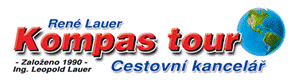 René Lauer
Kompas tour
- Založeno 1990 -
Ing. Leopold Lauer
Cestovní kancelář